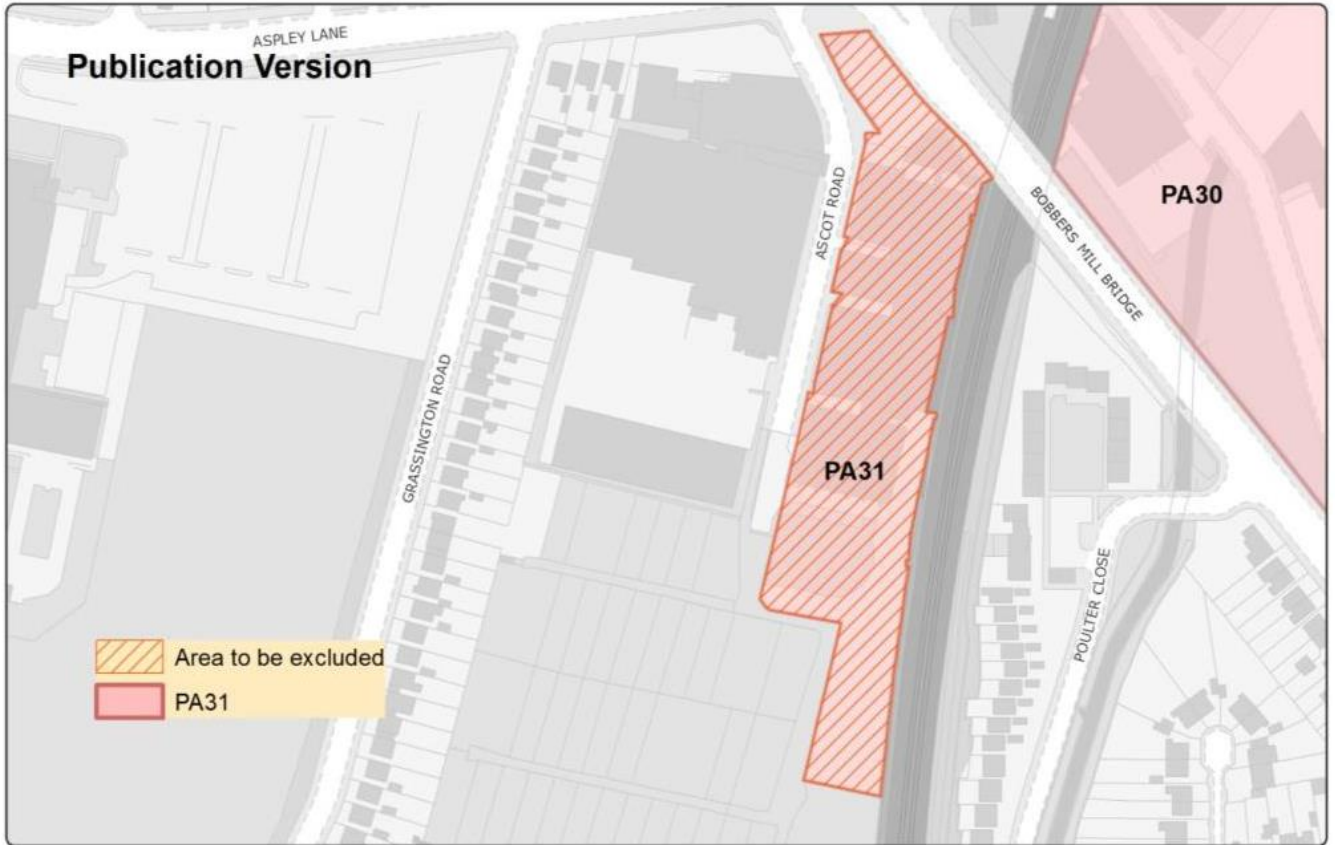 ASPLEY LANE
Publication Version
PA30
ASCOT ROAD
BOBBERS MILL BRIDGE
GRASSINGTON ROAD
PA31
POULTER CLOSE
Area to be excluded
PA31